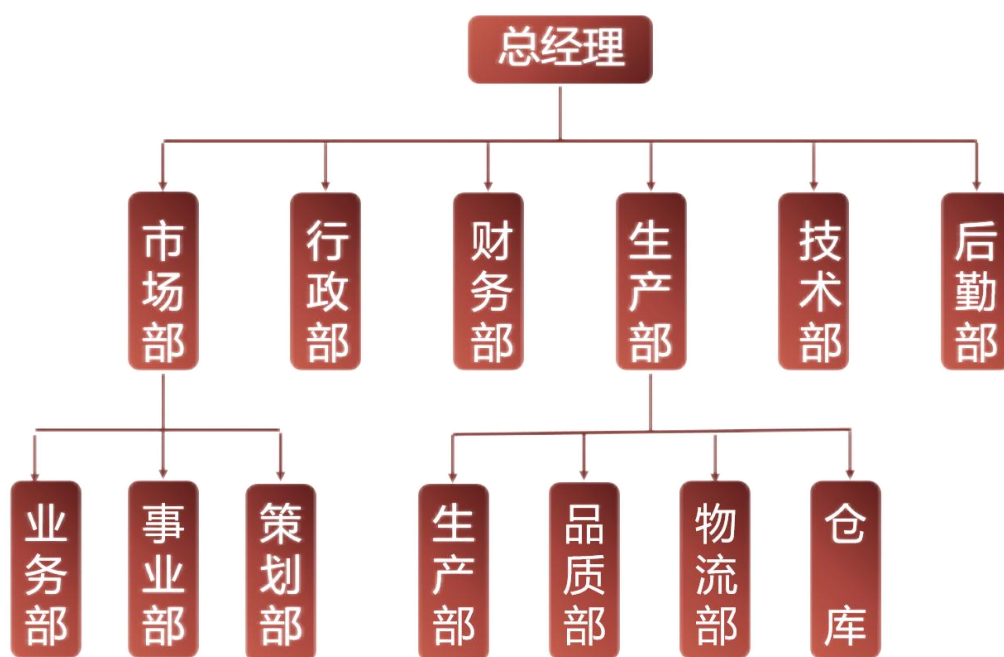 总经理
市场部
行政部
财务部
生产部
技术部
后勤部
业务部
事业部
策划部
生产部
品质部
物流部
仓库